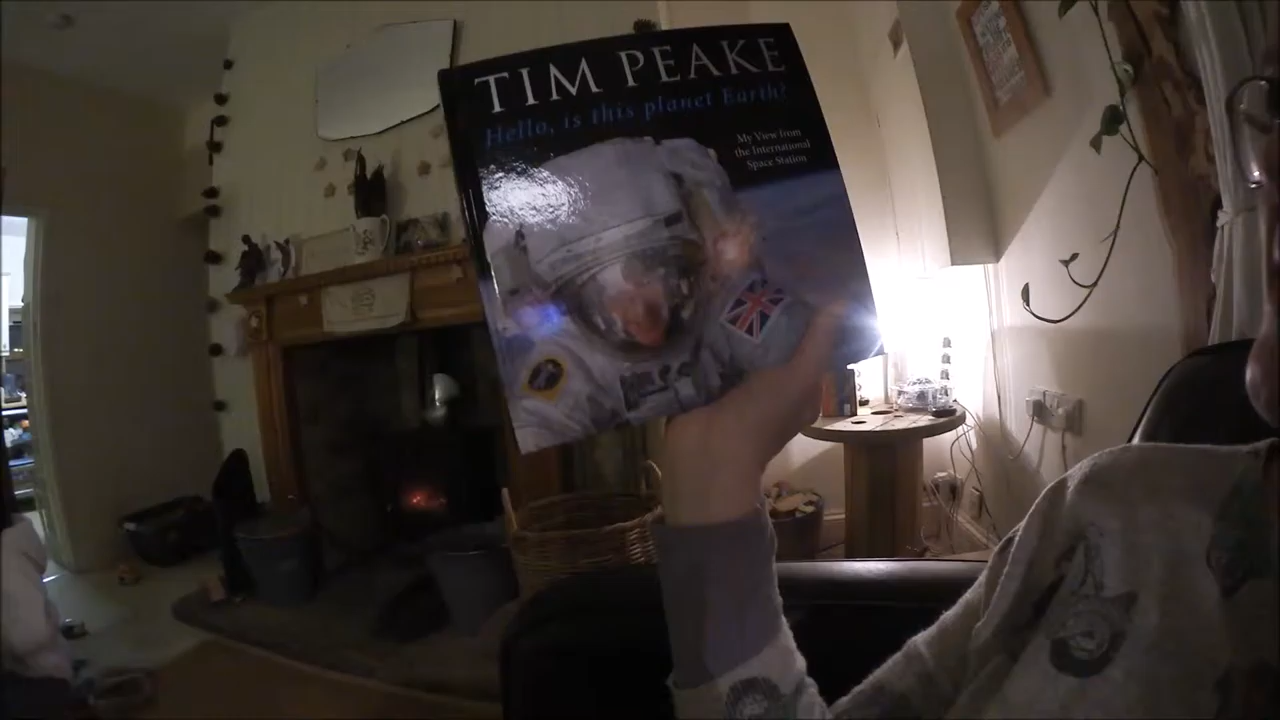 TIM PEAKE
Hello, is this planet Earth?
My View from
the International
Space Station